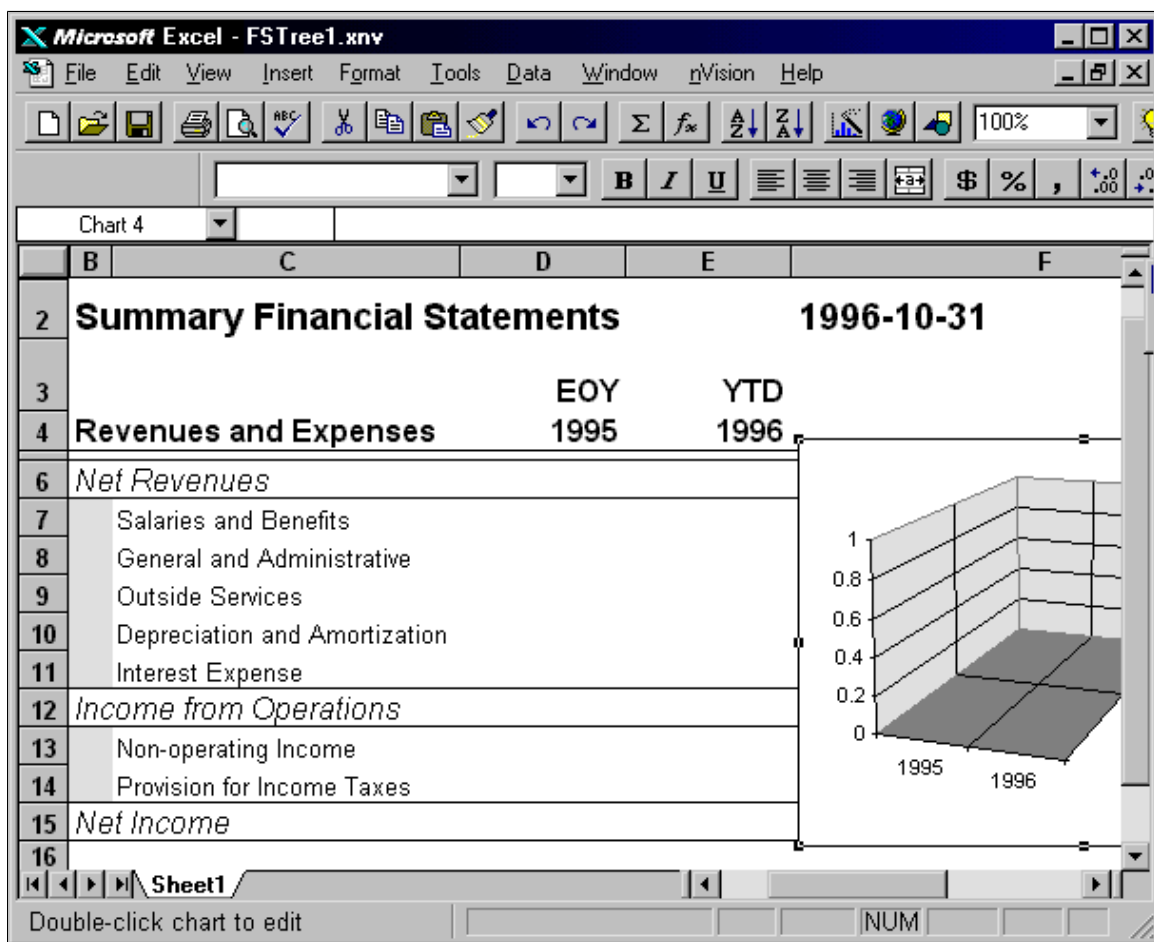 Microsoft Excel - FSTree1.xnv
File Edit View Insert Format Tools Data Window nVision Help
ABC A Z Z A 100%
B I U a $ % , .00 .0
Chart 4
B C D E F
2 Summary Financial Statements 1996-10-31
3 EOY YTD
4 Revenues and Expenses 1995 1996
6 Net Revenues
7 Salaries and Benefits
8 General and Administrative
9 Outside Services
10 Depreciation and Amortization
11 Interest Expense
12 Income from Operations
13 Non-operating Income
14 Provision for Income Taxes
15 Net Income
16
1
0.8
0.6
0.4
0.2
0
1995 1996
Sheet1
Double-click chart to edit NUM